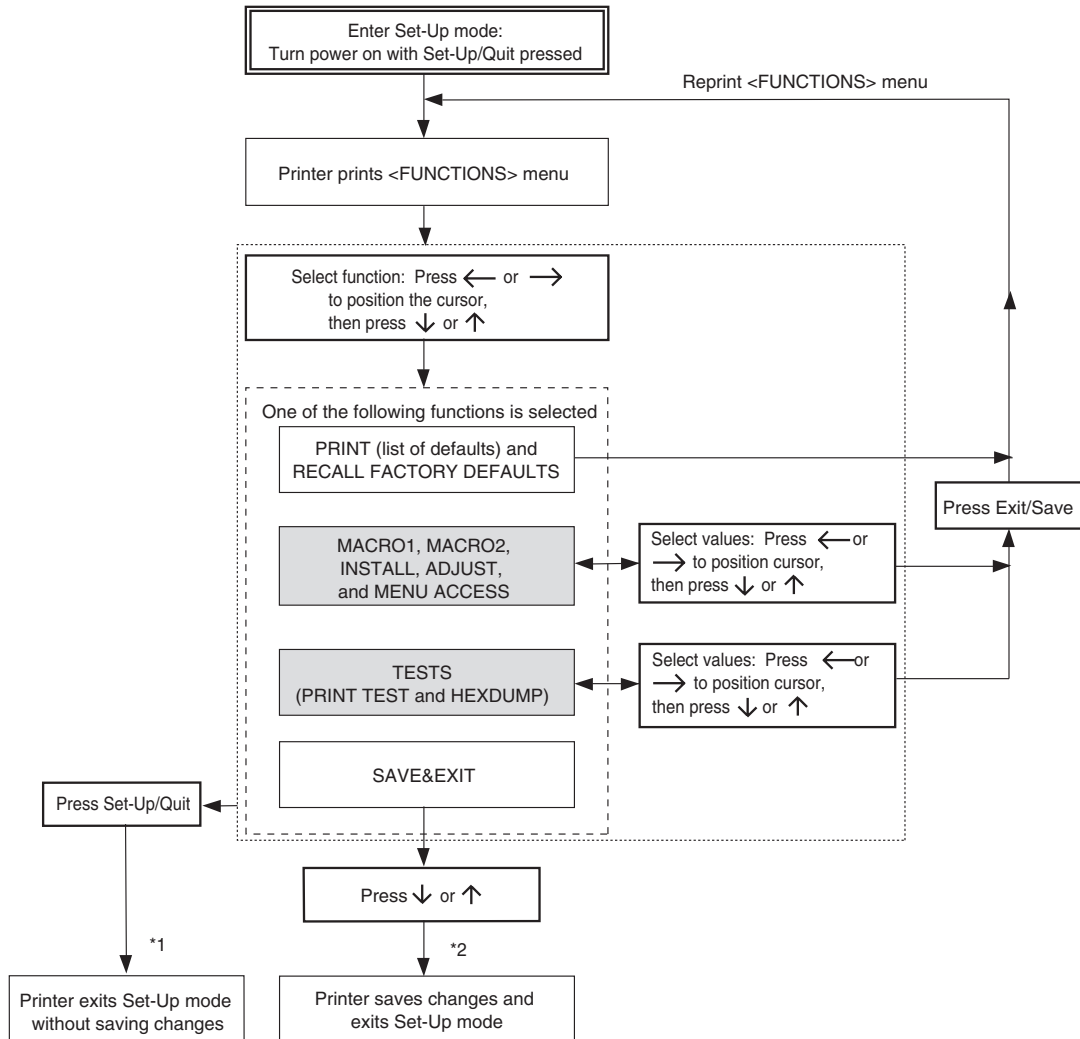 Enter Set-Up mode:
Turn power on with Set-Up/Quit pressed
Reprint <FUNCTIONS> menu
Printer prints <FUNCTIONS> menu
Select function: Press ← or →
to position the cursor,
then press ↓ or ↑
One of the following functions is selected
PRINT (list of defaults) and
RECALL FACTORY DEFAULTS
Press Exit/Save
MACRO1, MACRO2,
INSTALL, ADJUST,
and MENU ACCESS
Select values: Press ← or
→ to position cursor,
then press ↓ or ↑
TESTS
(PRINT TEST and HEXDUMP)
Select values: Press ← or
→ to position cursor,
then press ↓ or ↑
SAVE&EXIT
Press Set-Up/Quit
Press ↓ or ↑
*1
*2
Printer exits Set-Up mode
without saving changes
Printer saves changes and
exits Set-Up mode